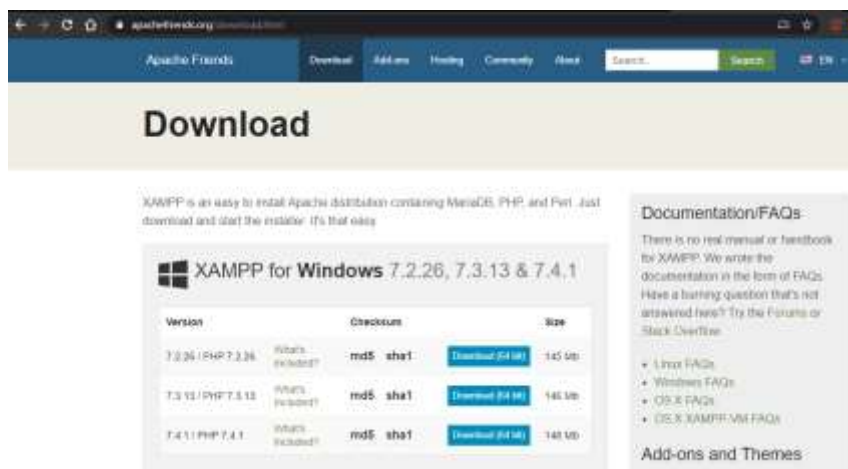 apachefriends.org/download.html
Apache Friends
Download
Add-ons
Hosting
Community
About
Search...
Search
EN
Download
XAMPP is an easy to install Apache distribution containing MariaDB, PHP, and Perl. Just
download and start the installer. It's that easy.
XAMPP for Windows 7.2.26, 7.3.13 & 7.4.1
Version
Checksum
Size
7.2.26 / PHP 7.2.26
What's
Included?
md5 sha1
Download (64 bit)
145 Mb
7.3.13 / PHP 7.3.13
What's
Included?
md5 sha1
Download (64 bit)
146 Mb
7.4.1 / PHP 7.4.1
What's
Included?
md5 sha1
Download (64 bit)
148 Mb
Documentation/FAQs
There is no real manual or handbook
for XAMPP. We wrote the
documentation in the form of FAQs.
Have a burning question that's not
answered here? Try the Forums or
Stack Overflow.
• Linux FAQs
• Windows FAQs
• OS X FAQs
• OS X XAMPP-VM FAQs
Add-ons and Themes